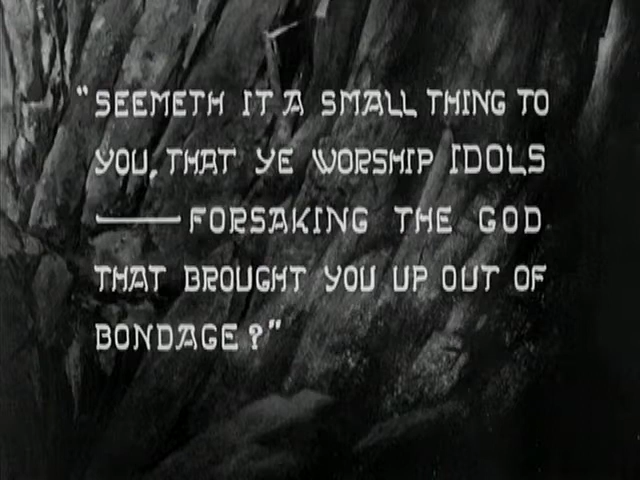 "SEEMETH IT A SMALL THING TO
YOU, THAT YE WORSHIP IDOLS
—FORSAKING THE GOD
THAT BROUGHT YOU UP OUT OF
BONDAGE?"